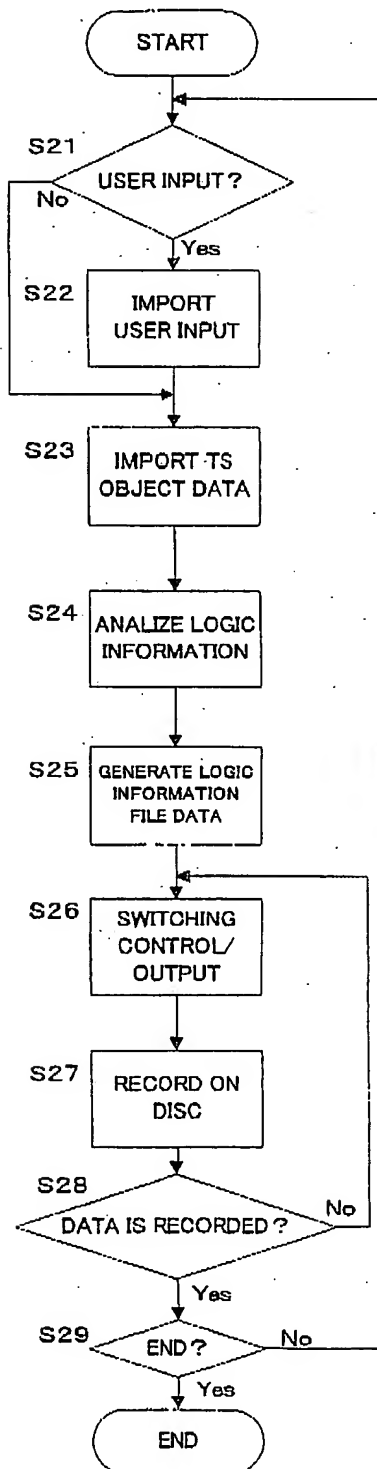 START
S21
USER INPUT?
No
Yes
S22
IMPORT
USER INPUT
S23
IMPORT TS
OBJECT DATA
S24
ANALIZE LOGIC
INFORMATION
S25
GENERATE LOGIC
INFORMATION
FILE DATA
S26
SWITCHING
CONTROL/
OUTPUT
S27
RECORD ON
DISC
S28
DATA IS RECORDED?
No
Yes
S29
END?
No
Yes
END